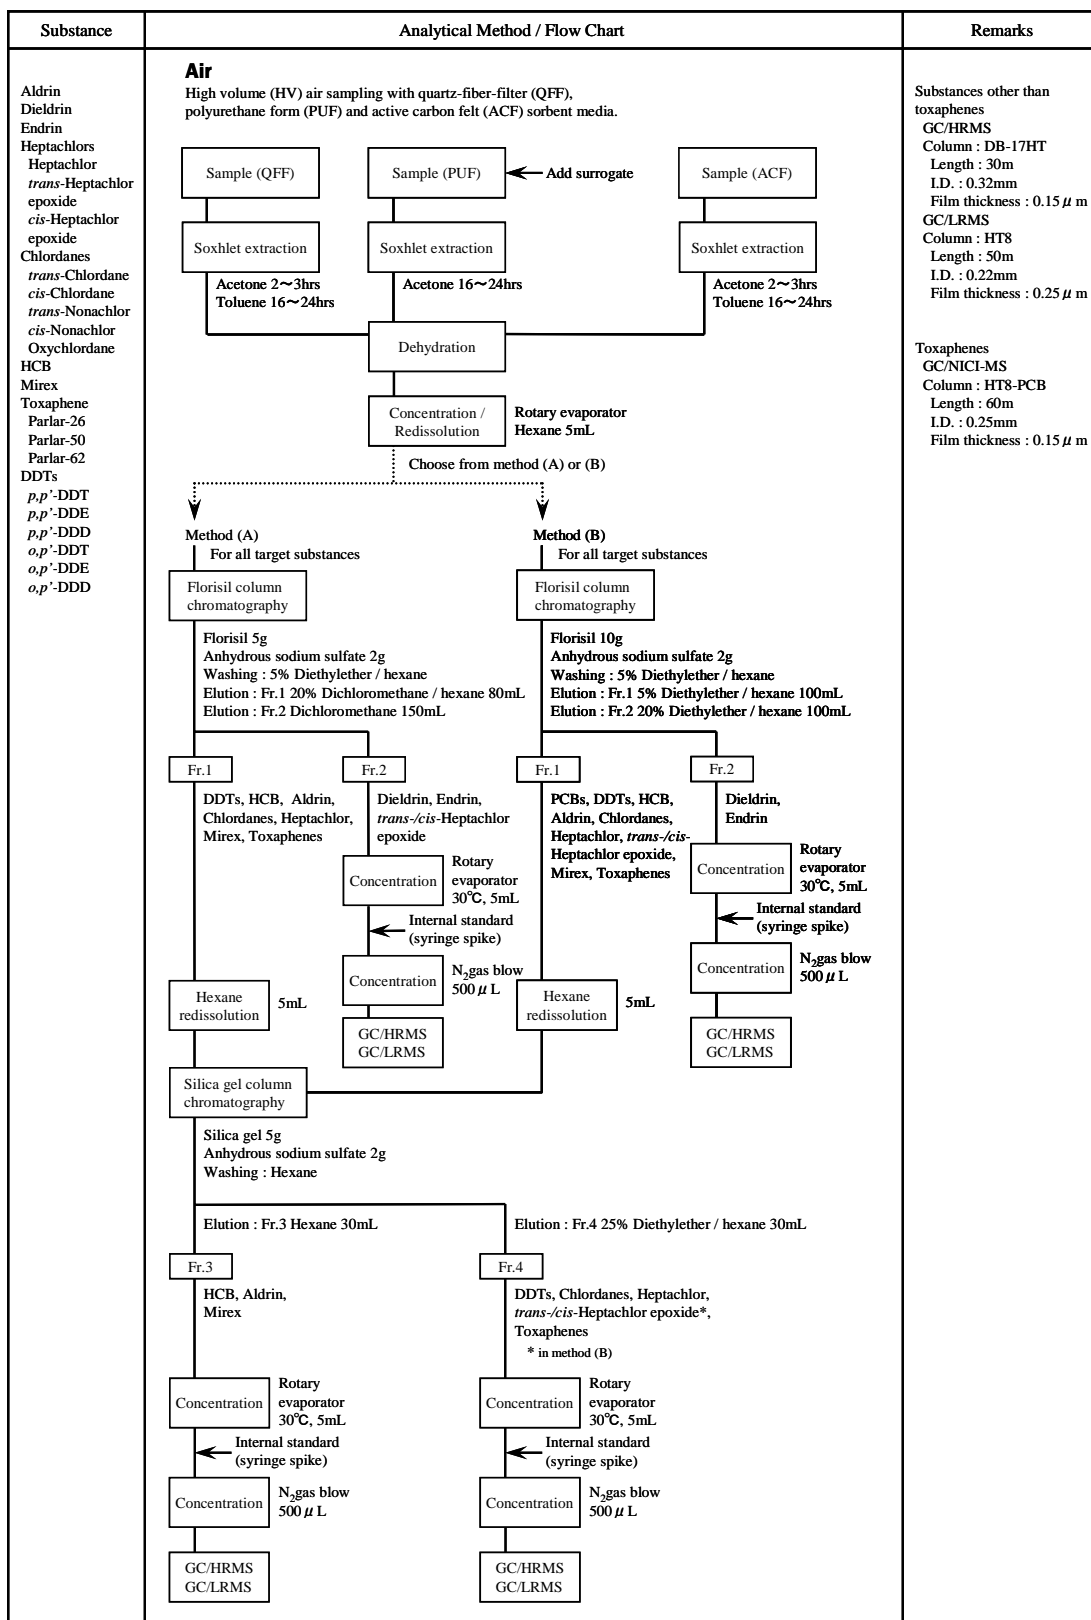 Substance
Analytical Method / Flow Chart
Remarks
Aldrin
Dieldrin
Endrin
Heptachlors
Heptachlor
trans-Heptachlor
epoxide
cis-Heptachlor
epoxide
Chlordanes
trans-Chlordane
cis-Chlordane
trans-Nonachlor
cis-Nonachlor
Oxychlordane
HCB
Mirex
Toxaphene
Parlar-26
Parlar-50
Parlar-62
DDTs
p,p'-DDT
p,p'-DDE
p,p'-DDD
o,p'-DDT
o,p'-DDE
o,p'-DDD
Air
High volume (HV) air sampling with quartz-fiber-filter (QFF),
polyurethane form (PUF) and active carbon felt (ACF) sorbent media.
Sample (QFF)
Sample (PUF)
Add surrogate
Sample (ACF)
Soxhlet extraction
Soxhlet extraction
Soxhlet extraction
Acetone 2～3hrs
Toluene 16～24hrs
Acetone 16～24hrs
Acetone 2～3hrs
Toluene 16～24hrs
Dehydration
Concentration /
Redissolution
Rotary evaporator
Hexane 5mL
Choose from method (A) or (B)
Method (A)
For all target substances
Florisil column
chromatography
Florisil 5g
Anhydrous sodium sulfate 2g
Washing : 5% Diethylether / hexane
Elution : Fr.1 20% Dichloromethane / hexane 80mL
Elution : Fr.2 Dichloromethane 150mL
Method (B)
For all target substances
Florisil column
chromatography
Florisil 10g
Anhydrous sodium sulfate 2g
Washing : 5% Diethylether / hexane
Elution : Fr.1 5% Diethylether / hexane 100mL
Elution : Fr.2 20% Diethylether / hexane 100mL
Fr.1
DDTs, HCB, Aldrin,
Chlordanes, Heptachlor,
Mirex, Toxaphenes
Fr.2
Dieldrin, Endrin,
trans-/cis-Heptachlor
epoxide
Concentration
Rotary
evaporator
30℃, 5mL
Internal standard
(syringe spike)
Concentration
N2gas blow
500μL
GC/HRMS
GC/LRMS
Fr.1
PCBs, DDTs, HCB,
Aldrin, Chlordanes,
Heptachlor, trans-/cis-
Heptachlor epoxide,
Mirex, Toxaphenes
Fr.2
Dieldrin,
Endrin
Concentration
Rotary
evaporator
30℃, 5mL
Internal standard
(syringe spike)
Concentration
N2gas blow
500μL
GC/HRMS
GC/LRMS
Hexane
redissolution
5mL
Hexane
redissolution
5mL
Silica gel column
chromatography
Silica gel 5g
Anhydrous sodium sulfate 2g
Washing : Hexane
Elution : Fr.3 Hexane 30mL
Elution : Fr.4 25% Diethylether / hexane 30mL
Fr.3
HCB, Aldrin,
Mirex
Concentration
Rotary
evaporator
30℃, 5mL
Internal standard
(syringe spike)
Concentration
N2gas blow
500μL
GC/HRMS
GC/LRMS
Fr.4
DDTs, Chlordanes, Heptachlor,
trans-/cis-Heptachlor epoxide*,
Toxaphenes
* in method (B)
Concentration
Rotary
evaporator
30℃, 5mL
Internal standard
(syringe spike)
Concentration
N2gas blow
500μL
GC/HRMS
GC/LRMS
Substances other than
toxaphenes
GC/HRMS
Column : DB-17HT
Length : 30m
I.D. : 0.32mm
Film thickness : 0.15μm
GC/LRMS
Column : HT8
Length : 50m
I.D. : 0.22mm
Film thickness : 0.25μm
Toxaphenes
GC/NICI-MS
Column : HT8-PCB
Length : 60m
I.D. : 0.25mm
Film thickness : 0.15μm